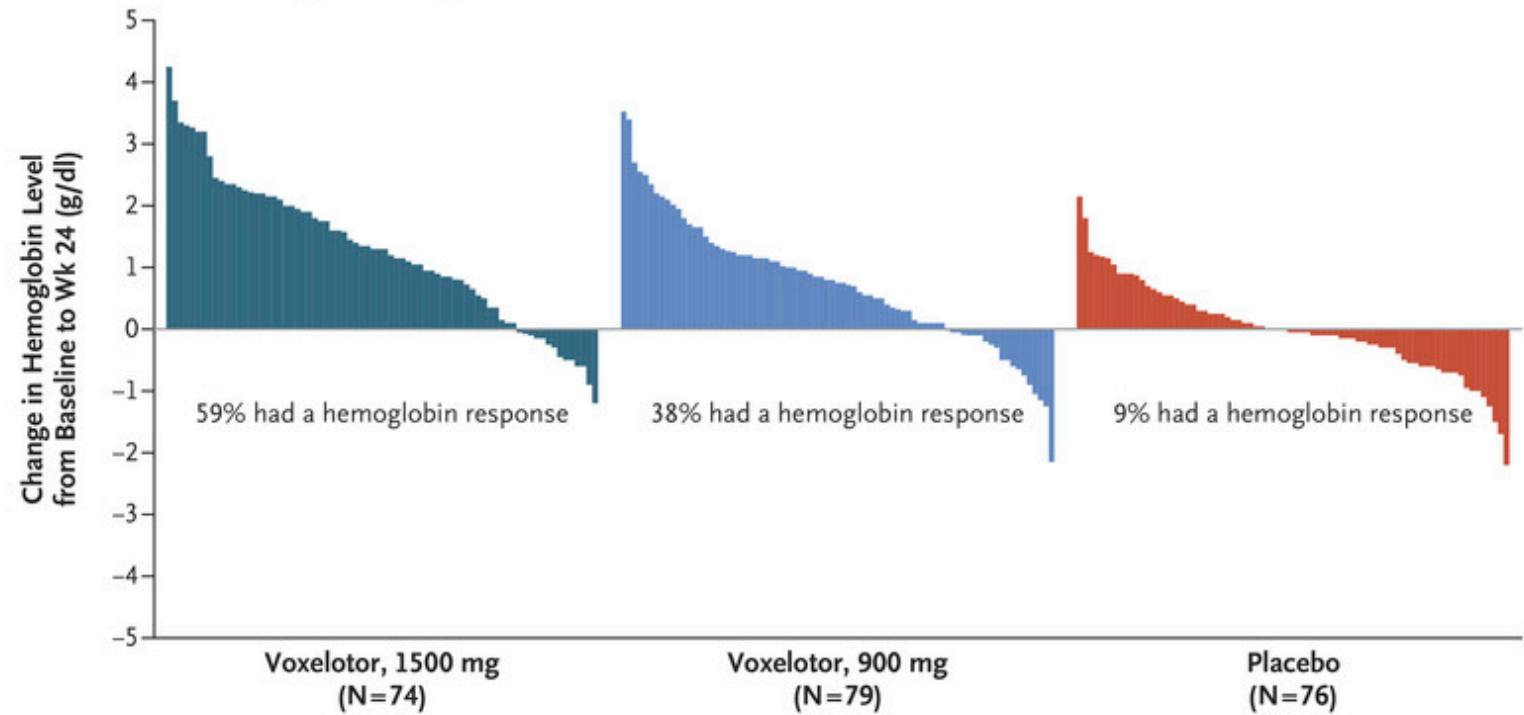 Change in Hemoglobin Level
from Baseline to Wk 24 (g/dl)
5
4
3
2
1
0
–1
–2
–3
–4
–5
59% had a hemoglobin response
38% had a hemoglobin response
9% had a hemoglobin response
Voxelotor, 1500 mg
(N=74)
Voxelotor, 900 mg
(N=79)
Placebo
(N=76)